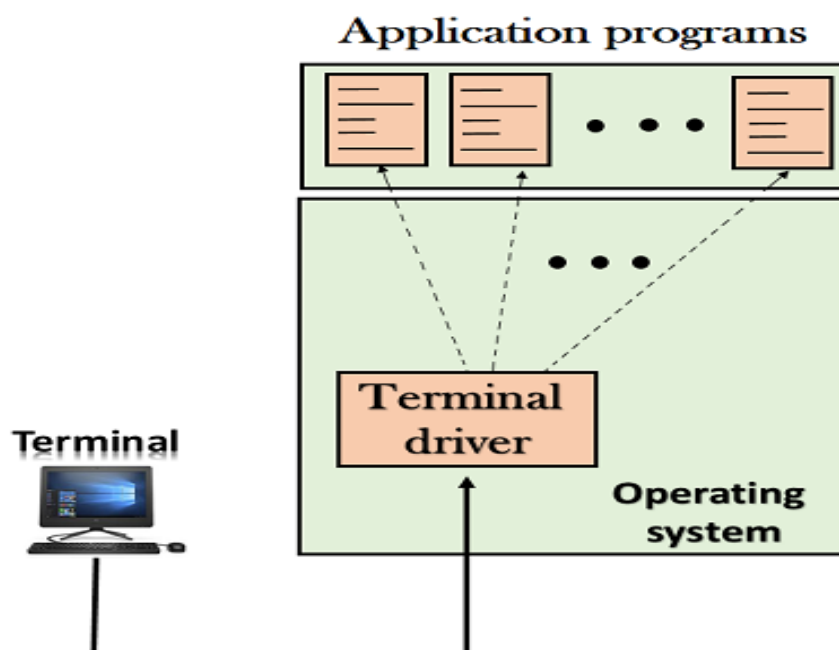 Application programs
Terminal
driver
Terminal
Operating
system